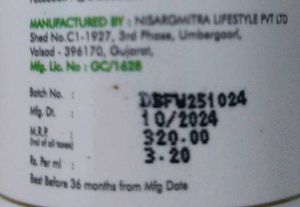 MANUFACTURED BY : NISARGMITRA LIFESTYLE PVT LTD
Shed No.C1-1927, 3rd Phase, Umbergaon,
Valsad - 396170, Gujarat,
Mfg. Lic No : GC/1628
Batch No. : DSFW251024
Mfg. Dt. : 10/2024
M.R.P. : 320.00
(Incl of all taxes)
Rs. Per ml : 3.20
Best Before 36 months from Mfg Date